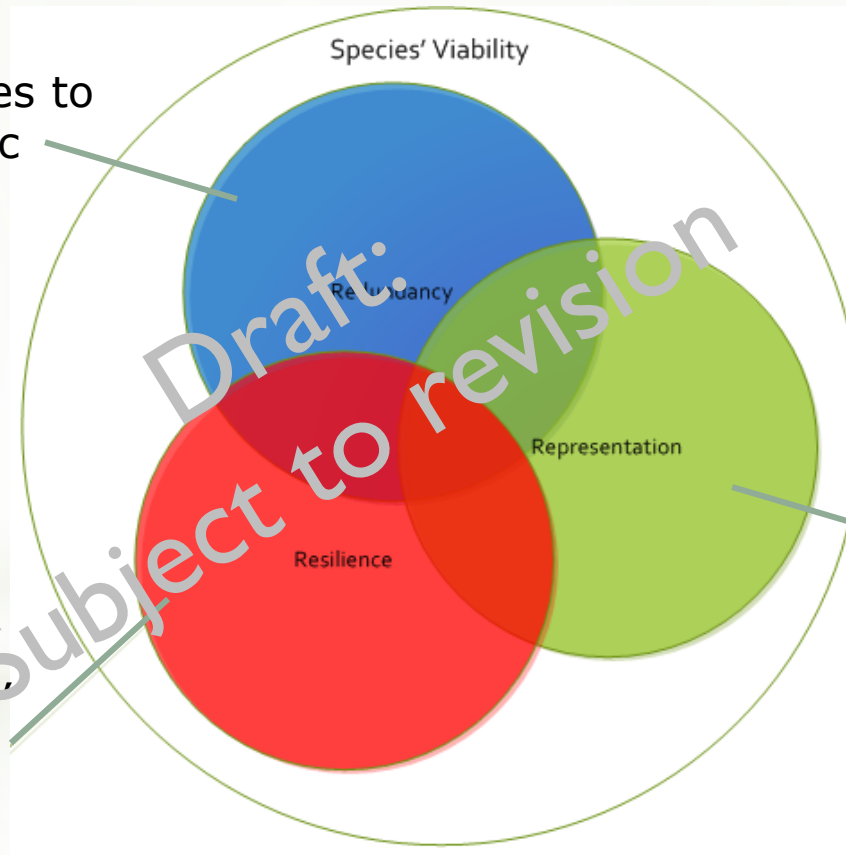 Species' Viability
es to
c
Redundancy
Representation
Resilience
,
Draft:
Subject to revision